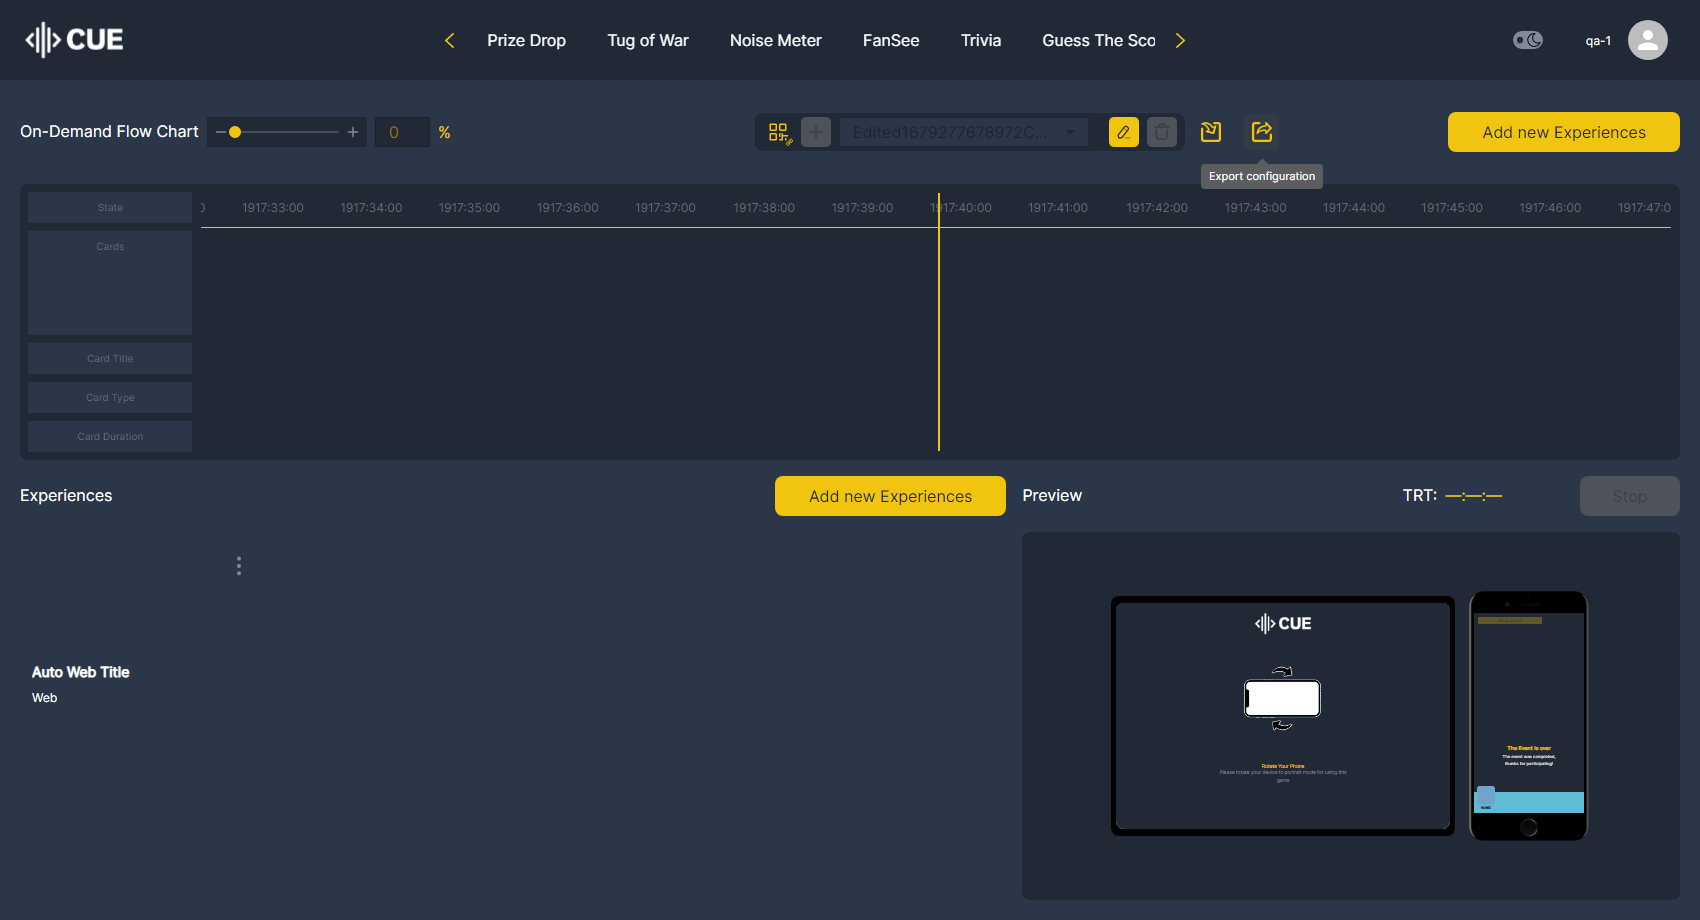 CUE
Prize Drop
Tug of War
Noise Meter
FanSee
Trivia
Guess The Sco
qa-1
On-Demand Flow Chart
0
%
Edited1679277678972C...
Add new Experiences
Export configuration
State
0 1917:33:00 1917:34:00 1917:35:00 1917:36:00 1917:37:00 1917:38:00 1917:39:00 1917:40:00 1917:41:00 1917:42:00 1917:43:00 1917:44:00 1917:45:00 1917:46:00 1917:47:0
Cards
Card Title
Card Type
Card Duration
Experiences
Add new Experiences
Preview
TRT: —:—:—
Stop
Auto Web Title
Web
CUE
Rotate Your Phone
Please rotate your device to portrait mode for using this
game
The Event is over
The event was completed,
thanks for participating!
HOME